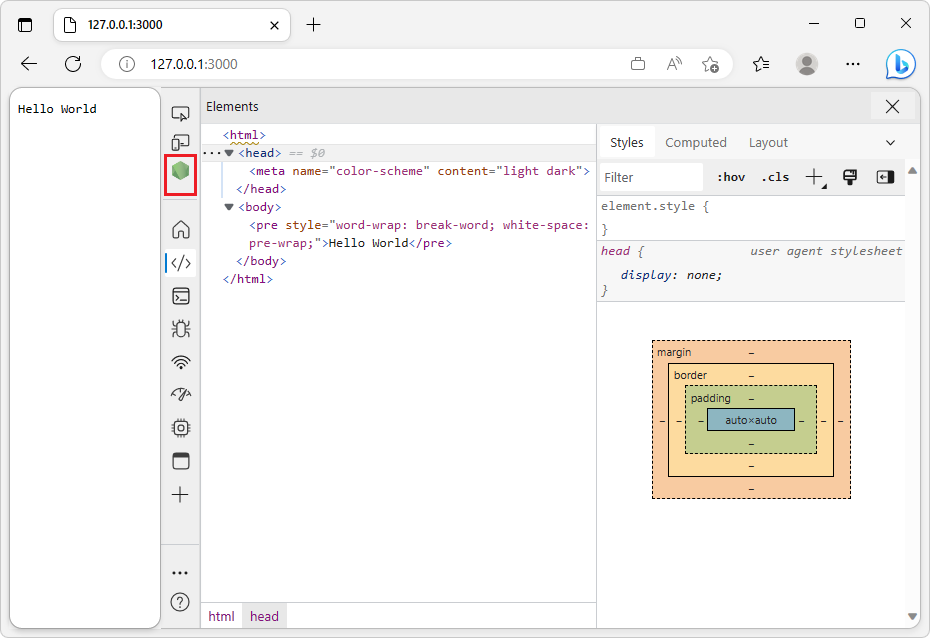 127.0.0.1:3000
127.0.0.1:3000
Hello World
Elements
<html>
··· ▼ <head> == $0
<meta name="color-scheme" content="light dark">
</head>
▼ <body>
<pre style="word-wrap: break-word; white-space:
pre-wrap;">Hello World</pre>
</body>
</html>
html head
Styles Computed Layout
Filter :hov .cls
element.style {
}
head { user agent stylesheet
display: none;
}
margin –
border –
padding –
– – – auto×auto – – –
–
–
–